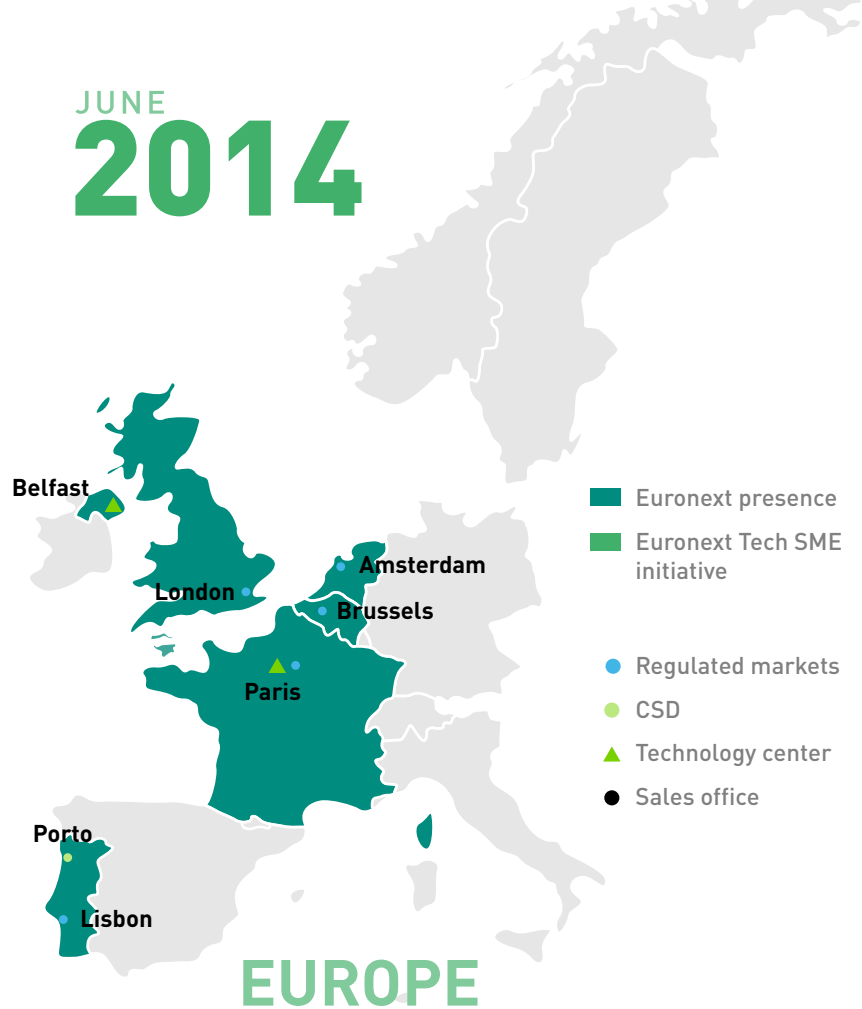 JUNE
2014
Belfast
Amsterdam
London
Brussels
Paris
Porto
Lisbon
EUROPE
Euronext presence
Euronext Tech SME
initiative
Regulated markets
CSD
Technology center
Sales office